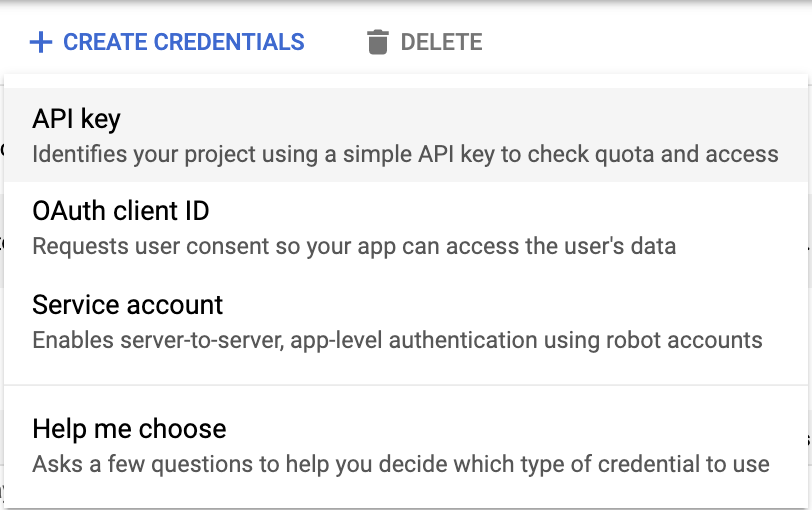 CREATE CREDENTIALS DELETE
API key
Identifies your project using a simple API key to check quota and access
OAuth client ID
Requests user consent so your app can access the user's data
Service account
Enables server-to-server, app-level authentication using robot accounts
Help me choose
Asks a few questions to help you decide which type of credential to use